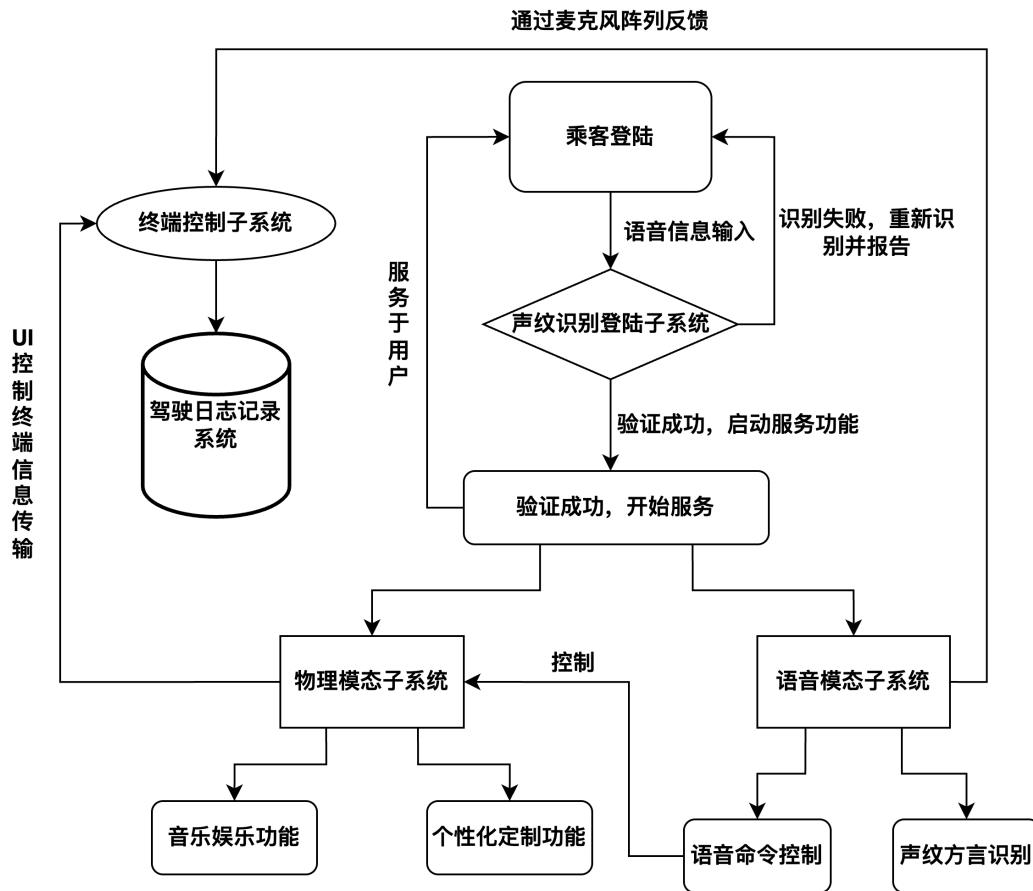 通过麦克风阵列反馈
乘客登陆
终端控制子系统
语音信息输入
识别失败，重新识
别并报告
服
务
于
用
户
声纹识别登陆子系统
UI
控
制
终
端
信
息
传
输
驾驶日志记录
系统
验证成功，启动服务功能
验证成功，开始服务
控制
物理模态子系统
语音模态子系统
音乐娱乐功能
个性化定制功能
语音命令控制
声纹方言识别